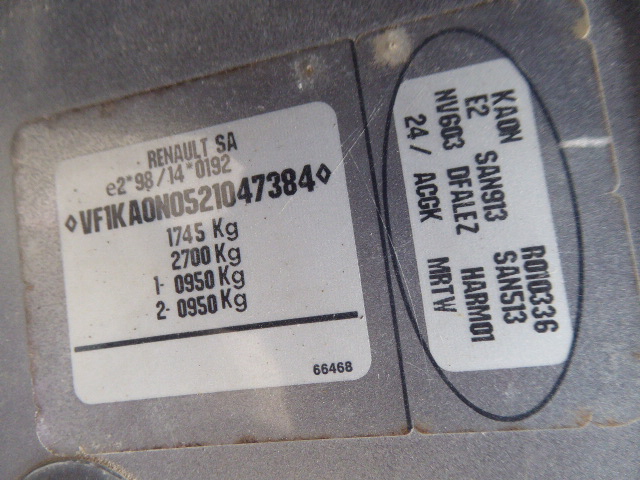 RENAULT SA
e2*98/14*0192
◊VF1KA0N0521047384◊
1745 Kg
2700 Kg
1- 0950 Kg
2- 0950 Kg
66468
KA0N R010336
E2 SAN913 SAN513
NV603 DFALEZ HARM01
24/ ACGK MRTW